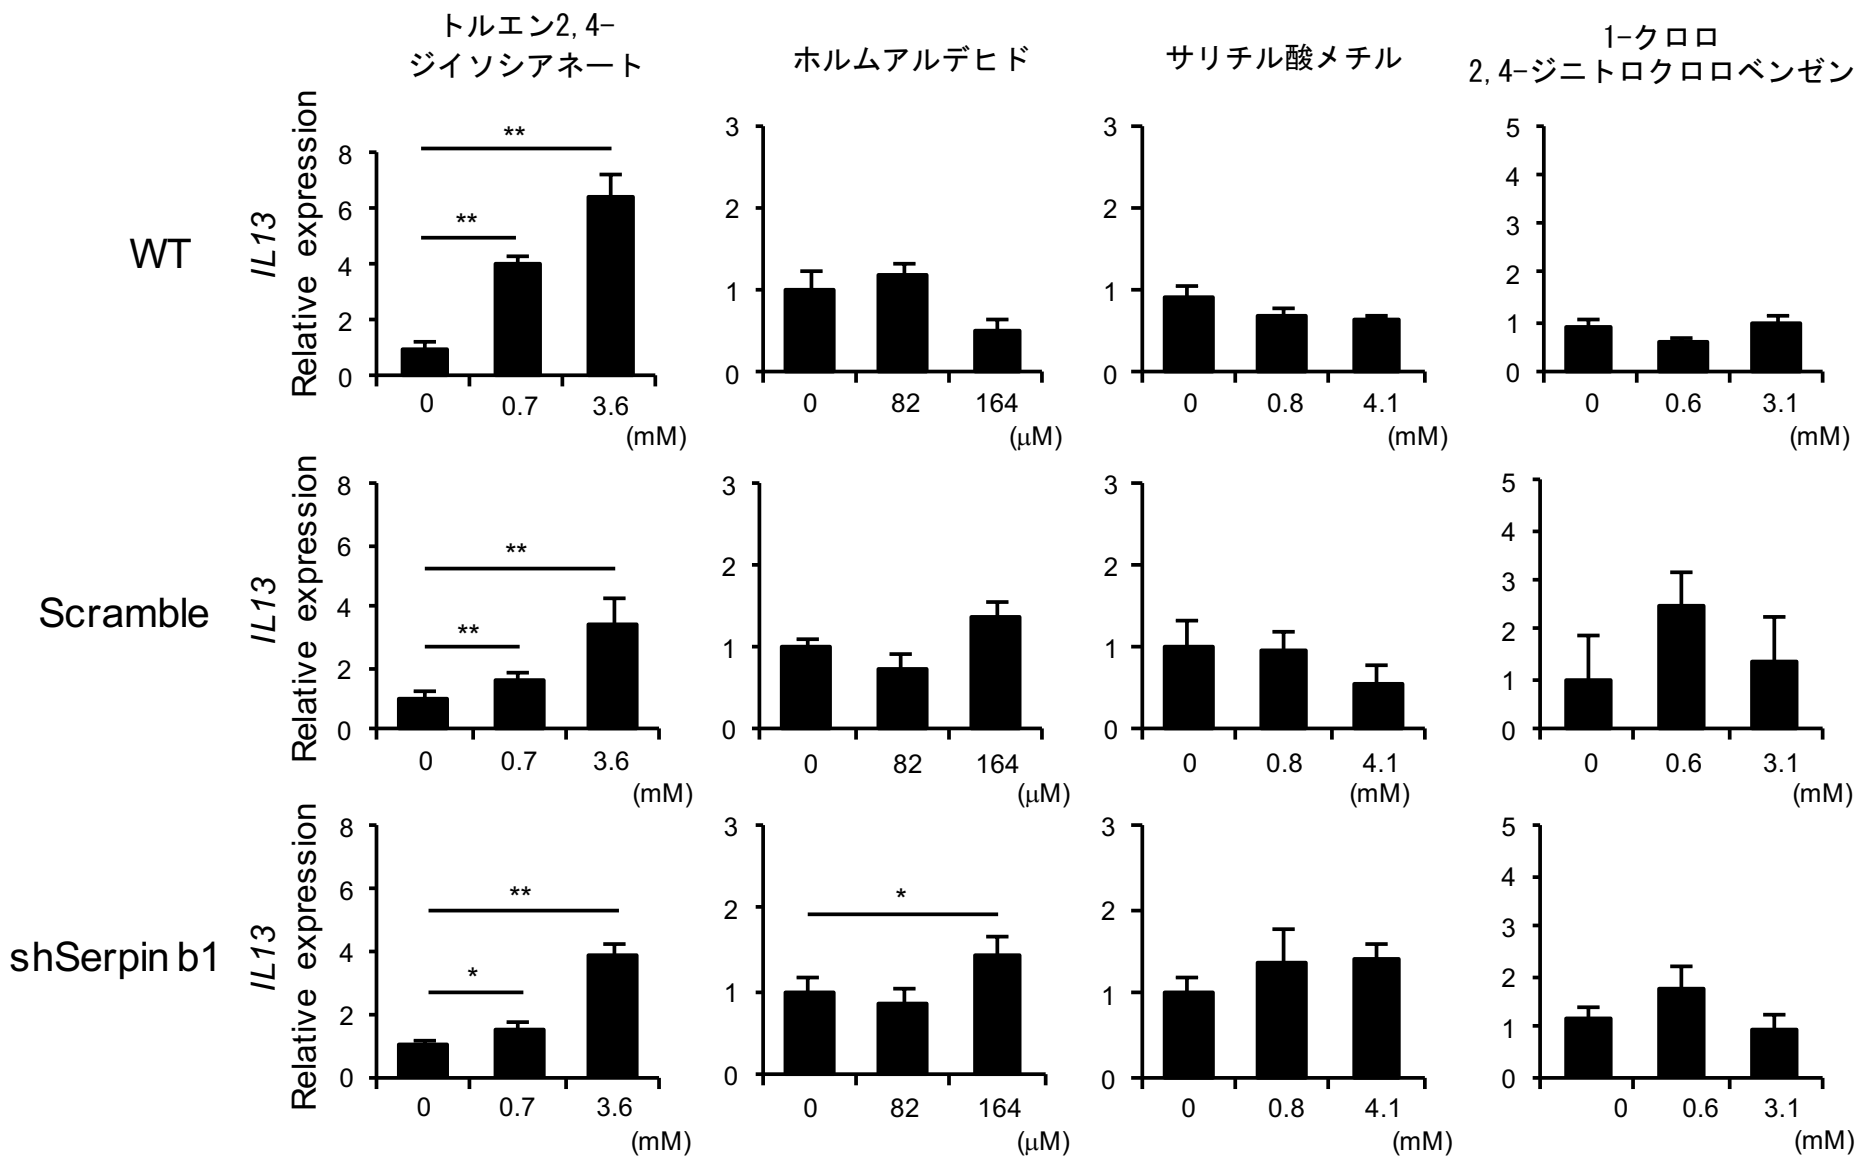 トルエン2,4-
ジイソシアネート
ホルムアルデヒド
サリチル酸メチル
1-クロロ
2,4-ジニトロクロロベンゼン
WT
IL13
Relative expression
8
6
4
2
0
**
**
0 0.7 3.6
(mM)
3
2
1
0
0 82 164
(μM)
3
2
1
0
0 0.8 4.1
(mM)
5
4
3
2
1
0
0 0.6 3.1
(mM)
Scramble
IL13
Relative expression
8
6
4
2
0
**
**
0 0.7 3.6
(mM)
3
2
1
0
0 82 164
(μM)
3
2
1
0
0 0.8 4.1
(mM)
5
4
3
2
1
0
0 0.6 3.1
(mM)
shSerpin b1
IL13
Relative expression
8
6
4
2
0
**
*
0 0.7 3.6
(mM)
3
2
1
0
*
0 82 164
(μM)
3
2
1
0
0 0.8 4.1
(mM)
5
4
3
2
1
0
0 0.6 3.1
(mM)